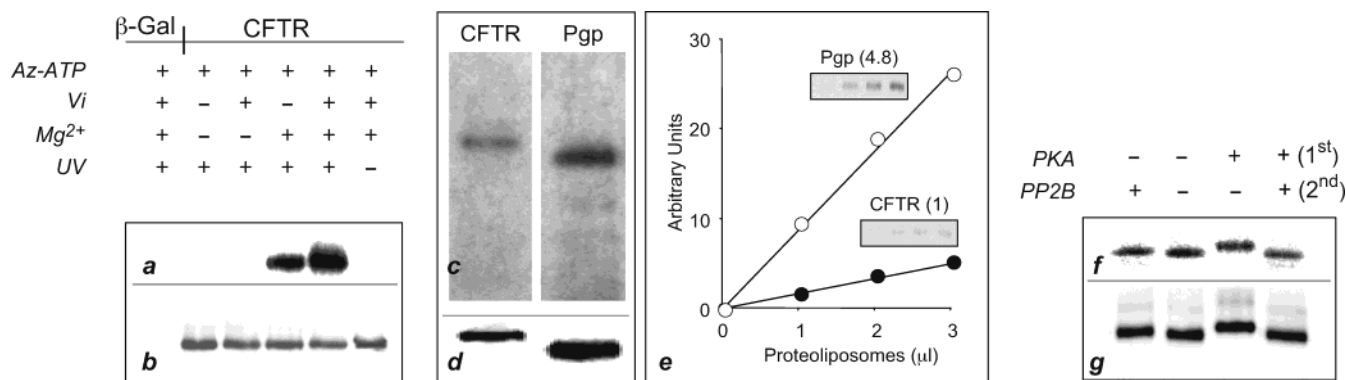 β-Gal CFTR
Az-ATP + + + + + +
Vi + – + – + +
Mg2+ + – – + + +
UV + + + + + –
a
b
CFTR Pgp
c
d
Arbitrary Units
30
20
10
0
Pgp (4.8)
CFTR (1)
0 1 2 3
Proteoliposomes (μl)
e
PKA – – + + (1st)
PP2B + – – + (2nd)
f
g